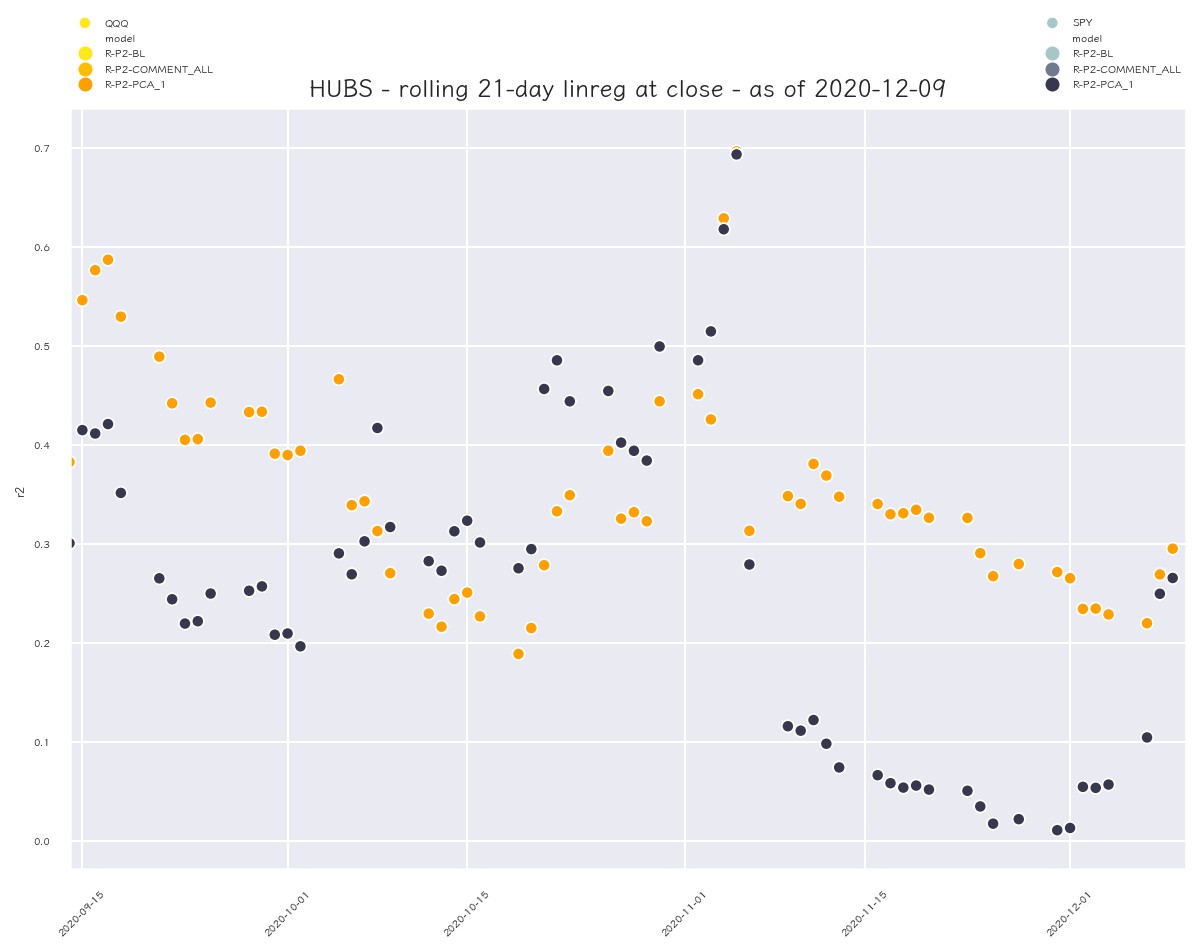 QQQ
model
R-P2-BL
R-P2-COMMENT_ALL
R-P2-PCA_1
SPY
model
R-P2-BL
R-P2-COMMENT_ALL
R-P2-PCA_1
HUBS - rolling 21-day linreg at close - as of 2020-12-09
0.7
0.6
0.5
0.4
0.3
0.2
0.1
0.0
r2
2020-09-15
2020-10-01
2020-10-15
2020-11-01
2020-11-15
2020-12-01